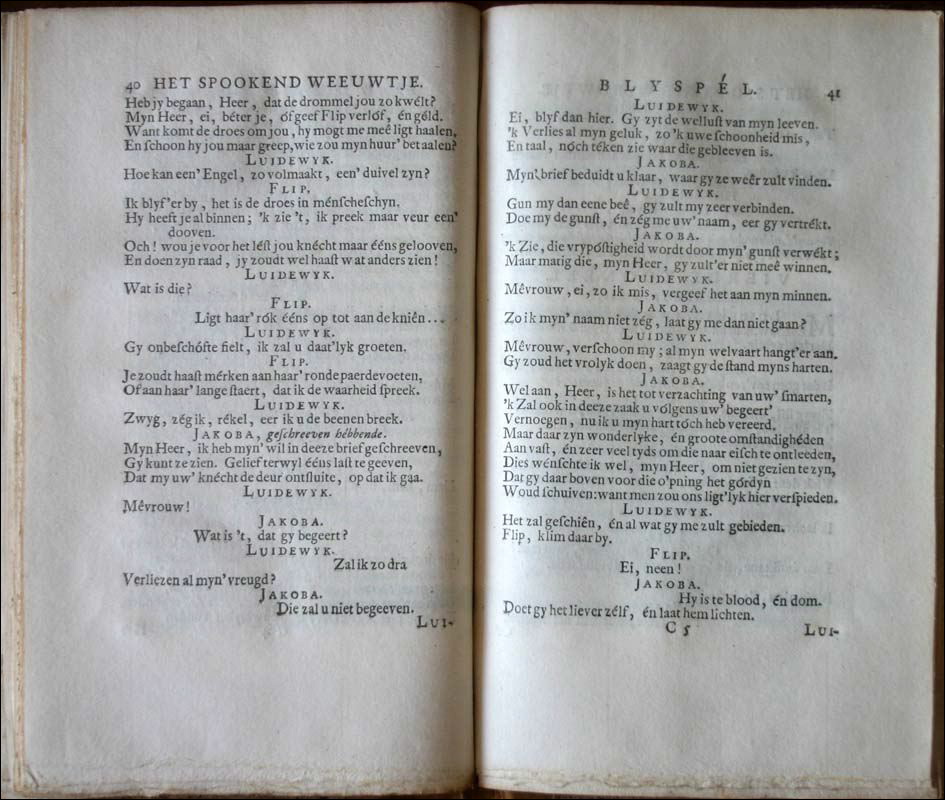 40 HET SPOOKEND WEEUWTJE.
Heb jy begaan, Heer, dat de drommel jou zo kwélt?
Myn Heer, ei, béter je, óf geef Flip verlóf, én géld.
Want komt de droes om jou, hy mogt me meê ligt haalen,
En ſchoon hy jou maar greep, wie zou myn huur' betaalen?
LUIDEWYK.
Hoe kan een' Engel, zo volmaakt, een' duivel zyn?
FLIP.
Ik blyf 'er by, het is de droes in ménſcheſchyn.
Hy heeft je al binnen; 'k zie 't, ik preek maar veur een'
dooven.
Och! wou je voor het léſt jou knécht maar ééns gelooven,
En doen zyn raad, jy zoudt wel haaſt wat anders zien!
LUIDEWYK.
Wat is die?
FLIP.
Ligt haar' rók ééns op tot aan de kniên...
LUIDEWYK.
Gy onbeſchófte fielt, ik zal u daat'lyk groeten.
FLIP.
Je zoudt haaſt mérken aan haar' ronde paerdevoeten,
Of aan haar' lange ſtaert, dat ik de waarheid ſpreek.
LUIDEWYK.
Zwyg, zég ik, rékel, eer ik u de beenen breek.
JAKOBA, geſchreeven hébbende.
Myn Heer, ik heb myn' wil in deeze brief geſchreeven,
Gy kunt ze zien. Gelief terwyl ééns laſt te geeven,
Dat my uw' knécht de deur ontſluite, op dat ik gaa.
LUIDEWYK.
Mêvrouw!
JAKOBA.
Wat is 't, dat gy begeert?
LUIDEWYK.
Zal ik zo dra
Verliezen al myn' vreugd?
JAKOBA.
Die zal u niet begeeven.
LUI-
BLYSPÉL. 41
LUIDEWYK.
Ei, blyf dan hier. Gy zyt de welluſt van myn leeven.
'k Verlies al myn geluk, zo 'k uwe ſchoonheid mis,
En taal, nóch téken zie waar die gebleeven is.
JAKOBA.
Myn' brief beduidt u klaar, waar gy ze weêr zult vinden.
LUIDEWYK.
Gun my dan eene beê, gy zult my zeer verbinden.
Doe my de gunſt, én zég me uw' naam, eer gy vertrékt.
JAKOBA.
'k Zie, die vrypóſtigheid wordt door myn' gunſt verwékt;
Maar matig die, myn Heer, gy zult 'er niet meê winnen.
LUIDEWYK.
Mêvrouw, ei, zo ik mis, vergeef het aan myn minnen.
JAKOBA.
Zo ik myn' naam niet zég, laat gy me dan niet gaan?
LUIDEWYK.
Mêvrouw, verſchoon my; al myn welvaart hangt'er aan.
Gy zoud het vrolyk doen, zaagt gy de ſtand myns harten.
JAKOBA.
Wel aan, Heer, is het tot verzachting van uw' ſmarten,
'k Zal ook in deeze zaak u vólgens uw' begeert'
Vernoegen, nu ik u myn hart tóch heb vereerd.
Maar daar zyn wonderlyke, én groote omſtandighéden
Aan vaſt, én zeer veel tyds om die naar eiſch te ontleeden,
Dies wénſchte ik wel, myn Heer, om niet gezien te zyn,
Dat gy daar boven voor die o'pning het górdyn
Woud ſchuiven: want men zou ons ligt'lyk hier verſpieden.
LUIDEWYK.
Het zal geſchiên, én al wat gy me zult gebieden.
Flip, klim daar by.
FLIP.
Ei, neen!
JAKOBA.
Hy is te blood, én dom.
Doet gy het liever zélf, én laat hem lichten.
C 5 LUI-